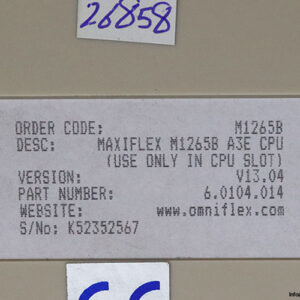 26858
ORDER CODE: M1265B
DESC: MAXIFLEX M1265B A3E CPU
(USE ONLY IN CPU SLOT)
VERSION: V13.04
PART NUMBER: 6.0104.014
WEBSITE: www.omniflex.com
S/No: K52352567